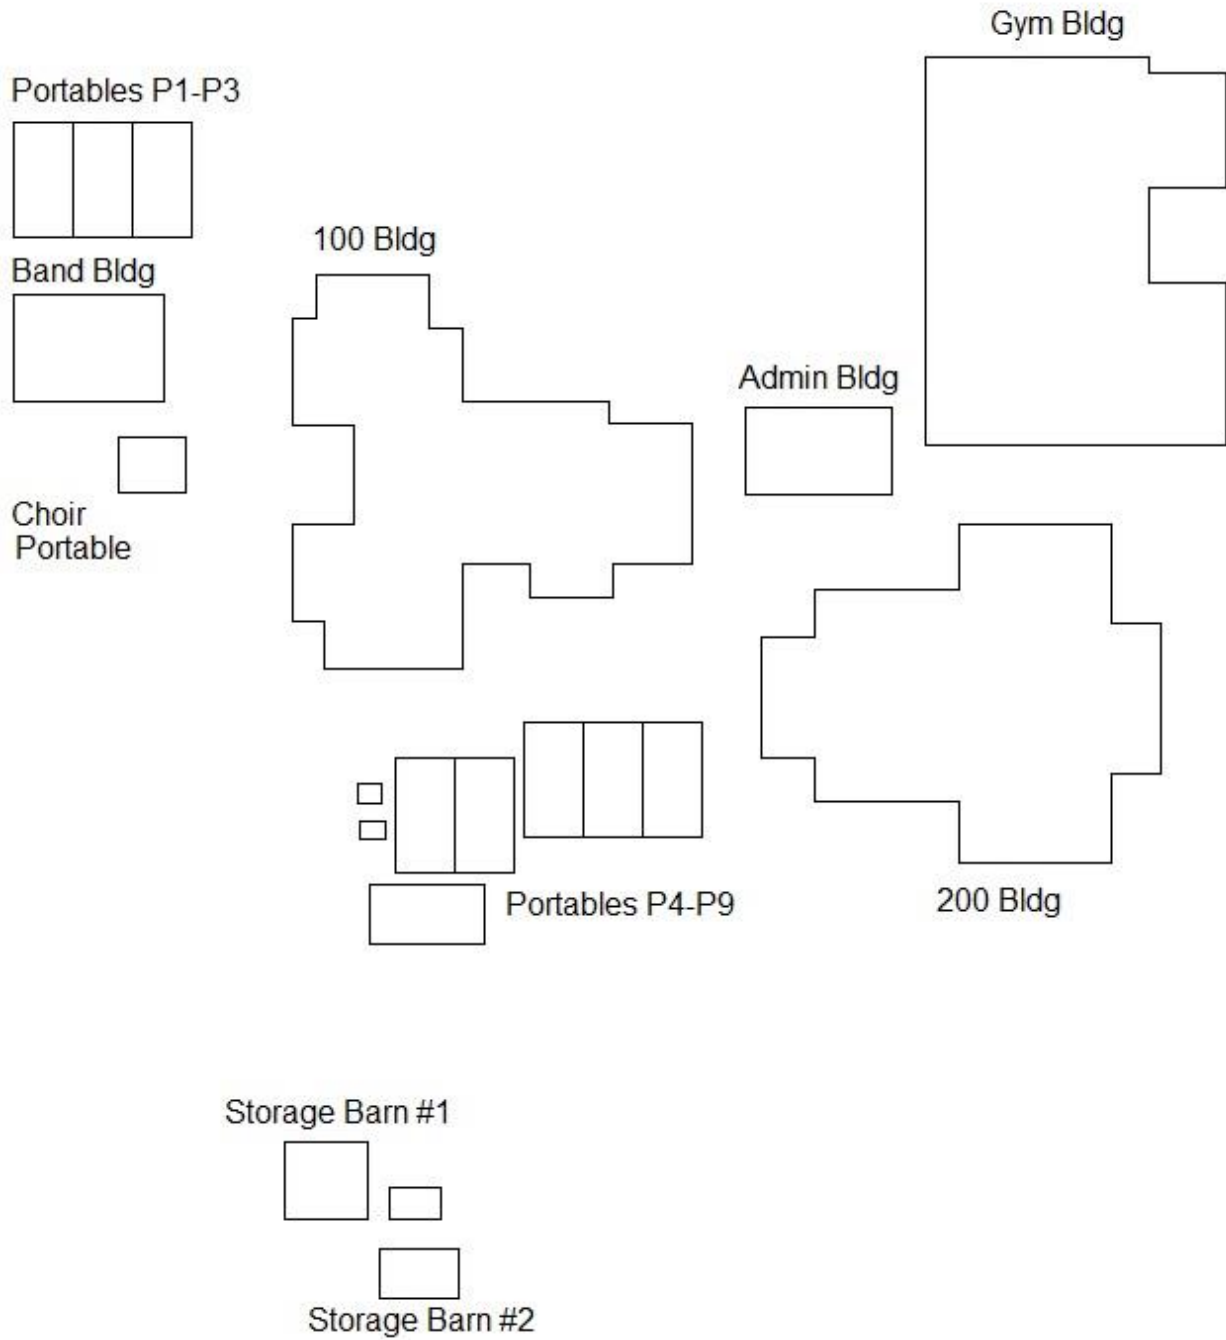 Gym Bldg
Portables P1-P3
100 Bldg
Band Bldg
Admin Bldg
Choir
Portable
Portables P4-P9
200 Bldg
Storage Barn #1
Storage Barn #2